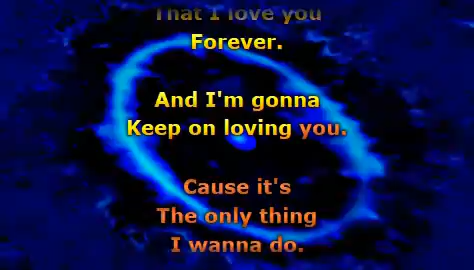 That I love you
Forever.
And I'm gonna
Keep on loving you.
Cause it's
The only thing
I wanna do.